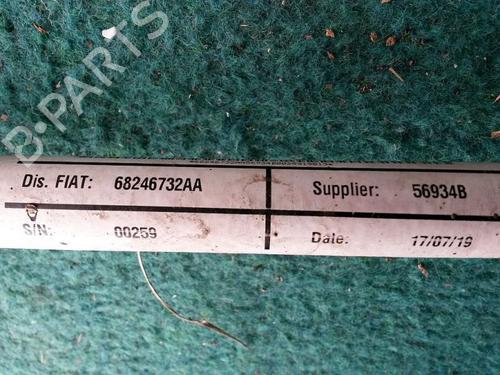 B-PARTS
Dis. FIAT: 68246732AA Supplier: 56934B
S/N: 00259 Date: 17/07/19